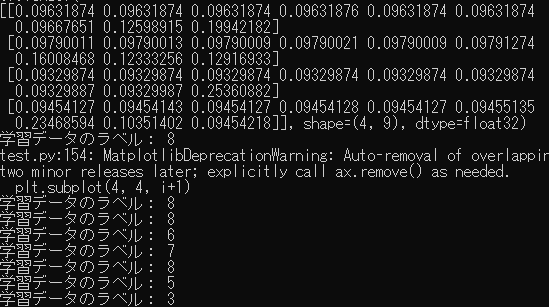 [[0.09631874 0.09631874 0.09631874 0.09631876 0.09631874 0.09631874
  0.09667651 0.12598915 0.19942182]
 [0.09790011 0.09790013 0.09790009 0.09790021 0.09790009 0.09791274
  0.16008468 0.12333256 0.12916933]
 [0.09329874 0.09329874 0.09329874 0.09329874 0.09329874 0.09329874
  0.09329887 0.09329987 0.25360882]
 [0.09454127 0.09454143 0.09454127 0.09454128 0.09454127 0.09455135
  0.23468594 0.10351402 0.09454218]], shape=(4, 9), dtype=float32)
学習データのラベル： 8
test.py:154: MatplotlibDeprecationWarning: Auto-removal of overlappin
two minor releases later; explicitly call ax.remove() as needed.
  plt.subplot(4, 4, i+1)
学習データのラベル： 8
学習データのラベル： 8
学習データのラベル： 6
学習データのラベル： 7
学習データのラベル： 8
学習データのラベル： 5
学習データのラベル： 3